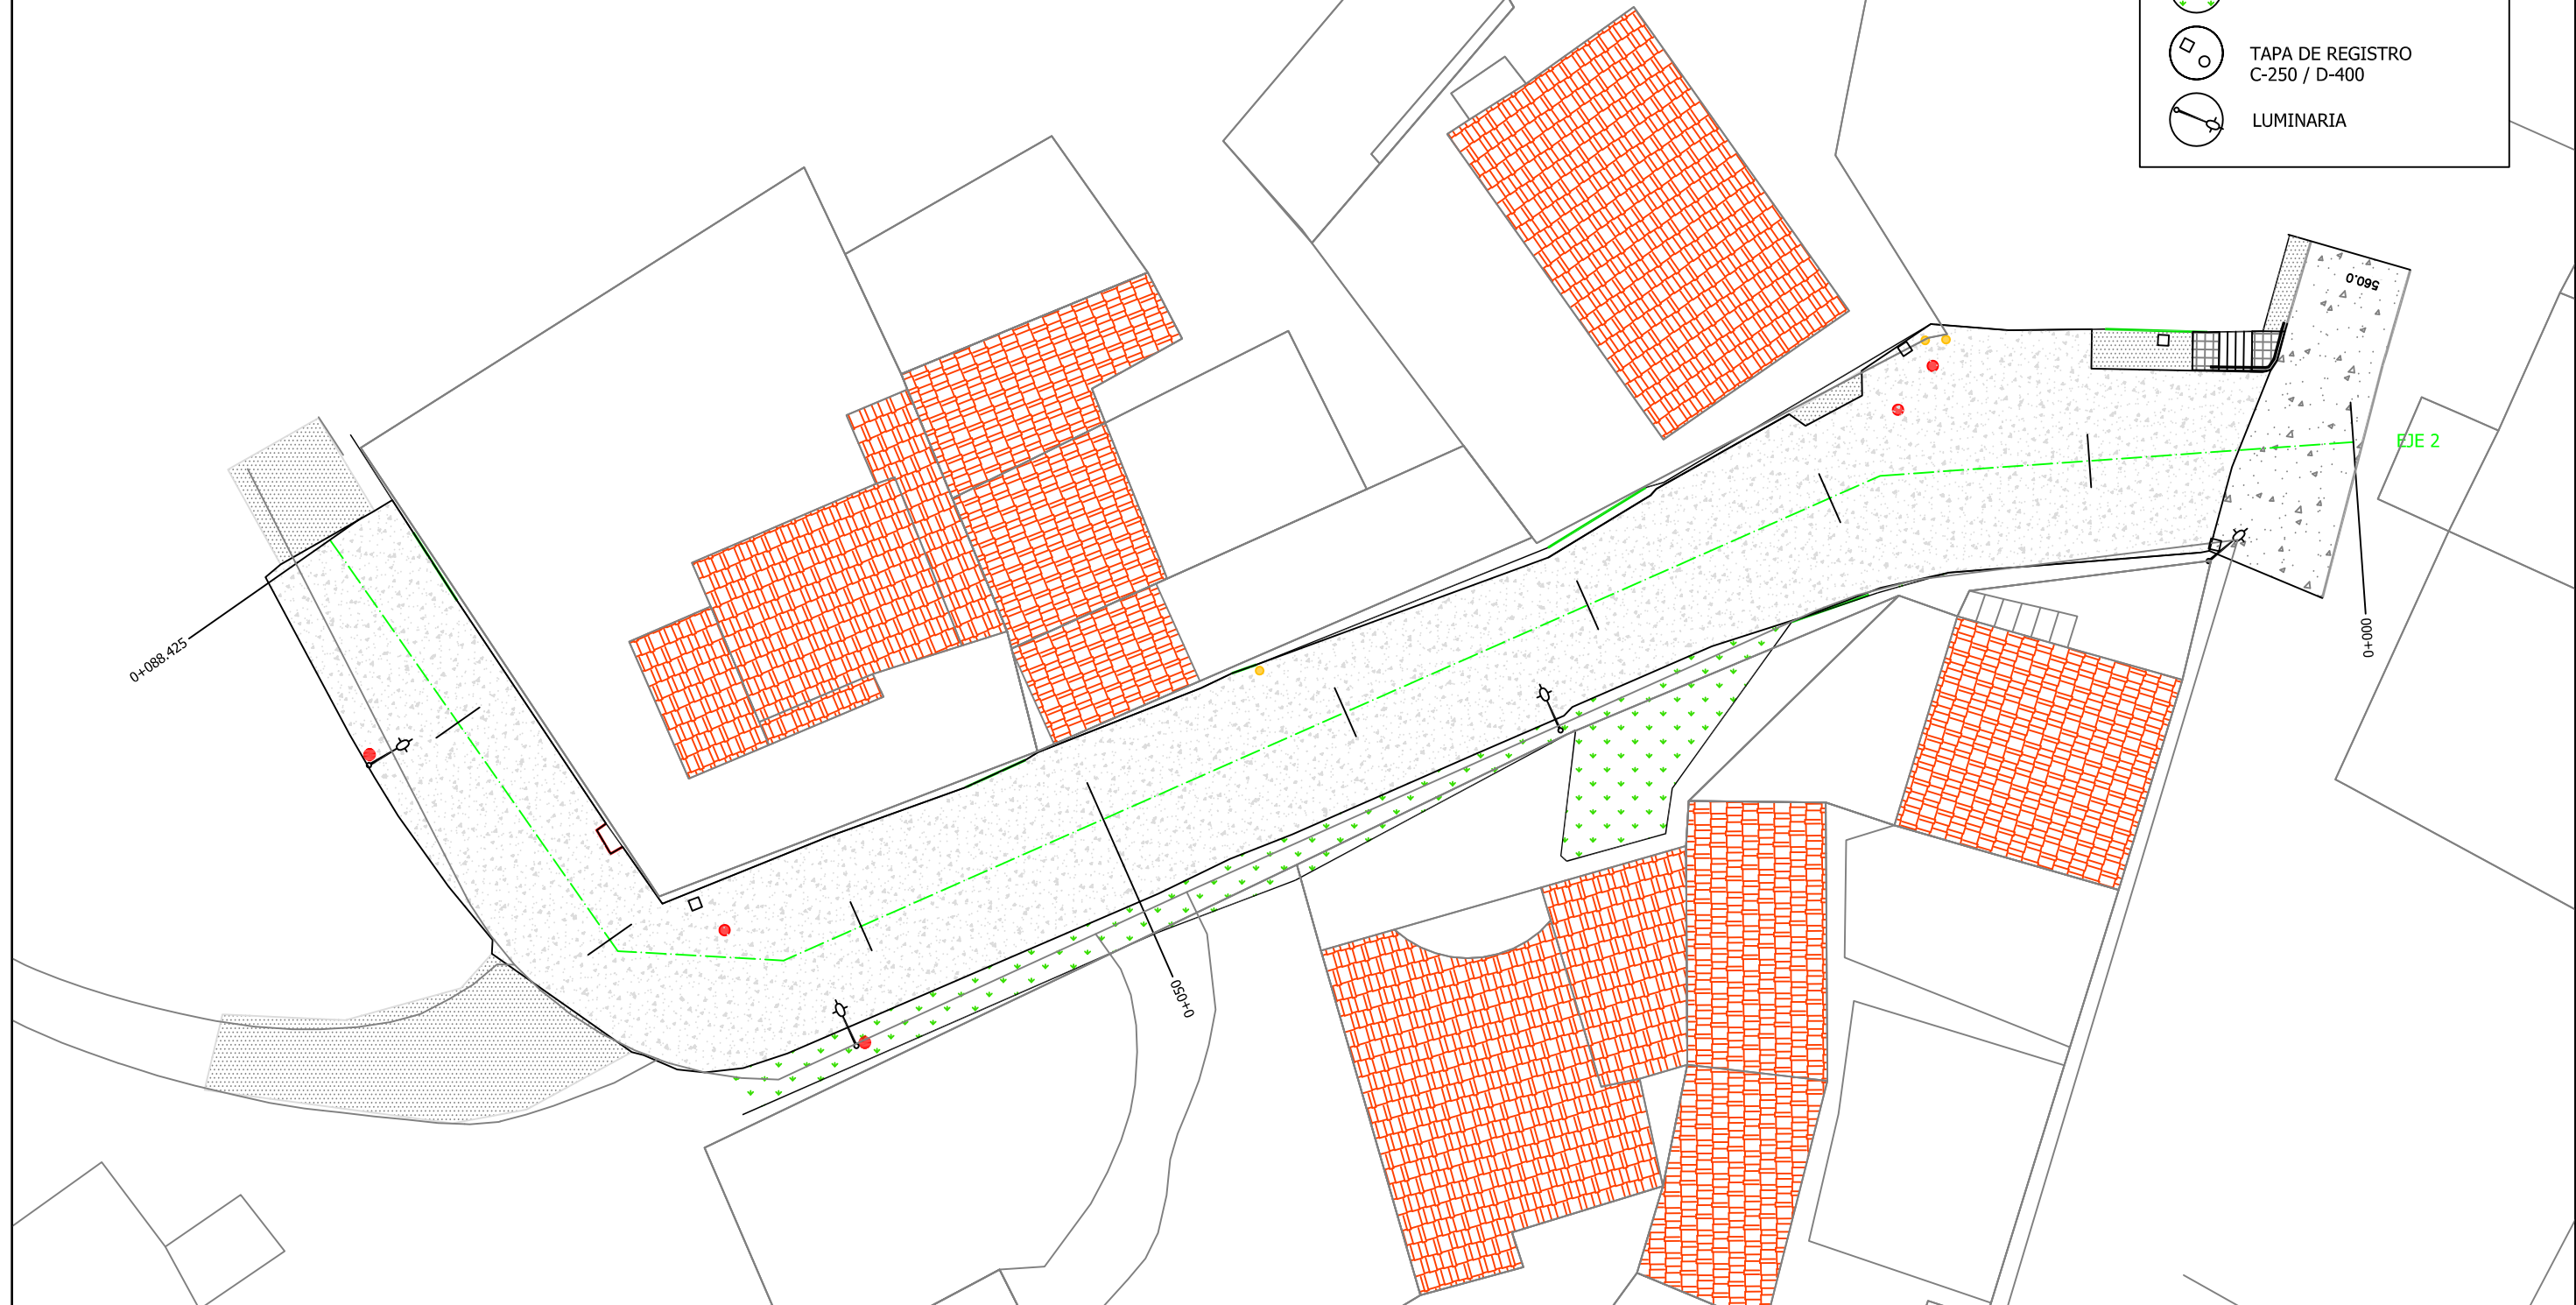 TAPA DE REGISTRO
C-250 / D-400
LUMINARIA
560.0
EJE 2
0+000
0+050
0+088.425